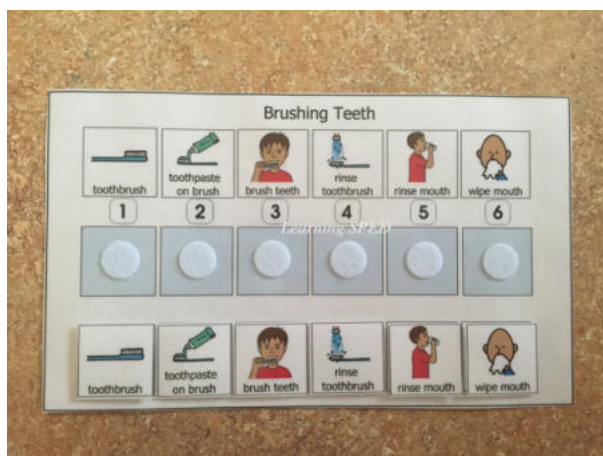 Brushing Teeth
toothbrush
toothpaste
on brush
brush teeth
rinse
toothbrush
rinse mouth
wipe mouth
1 2 3 4 5 6
Learning SPED
toothbrush
toothpaste
on brush
brush teeth
rinse
toothbrush
rinse mouth
wipe mouth